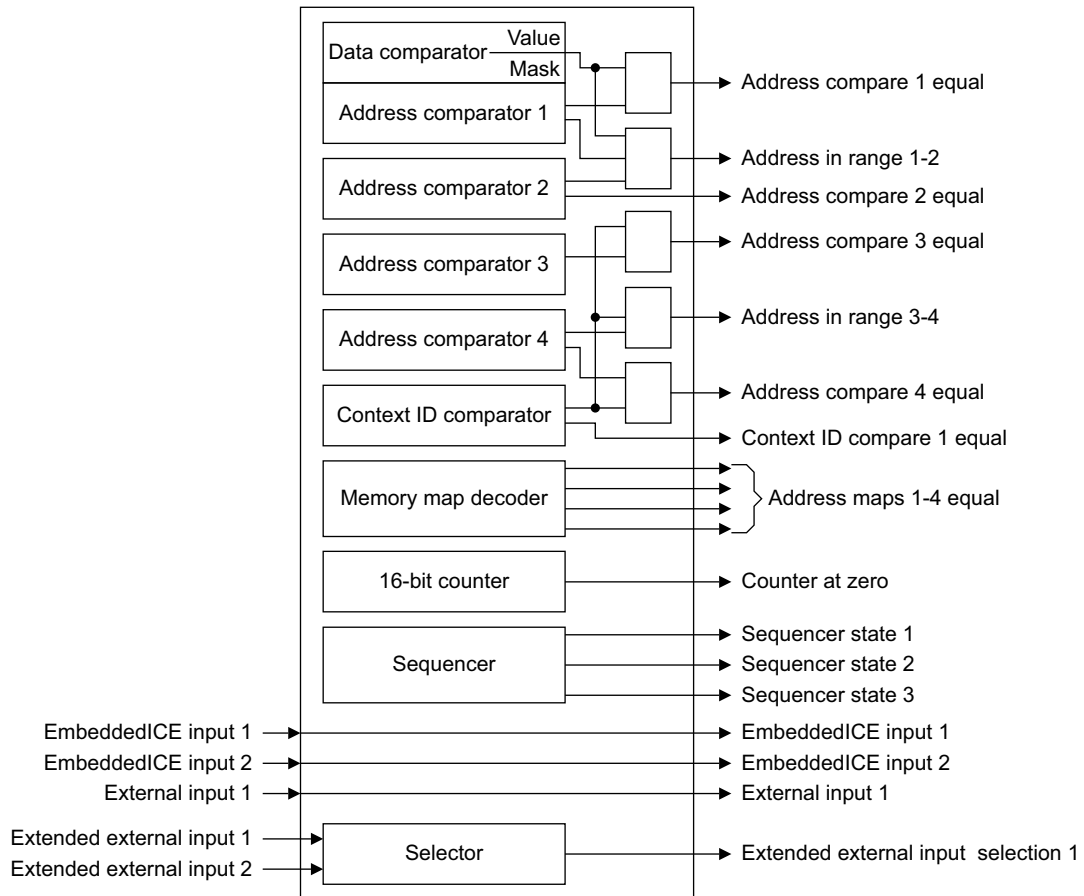 Value
Data comparator
Mask
Address compare 1 equal
Address comparator 1
Address in range 1-2
Address comparator 2
Address compare 2 equal
Address compare 3 equal
Address comparator 3
Address in range 3-4
Address comparator 4
Address compare 4 equal
Context ID comparator
Context ID compare 1 equal
Memory map decoder
Address maps 1-4 equal
16-bit counter
Counter at zero
Sequencer state 1
Sequencer
Sequencer state 2
Sequencer state 3
EmbeddedICE input 1
EmbeddedICE input 1
EmbeddedICE input 2
EmbeddedICE input 2
External input 1
External input 1
Extended external input 1
Selector
Extended external input selection 1
Extended external input 2